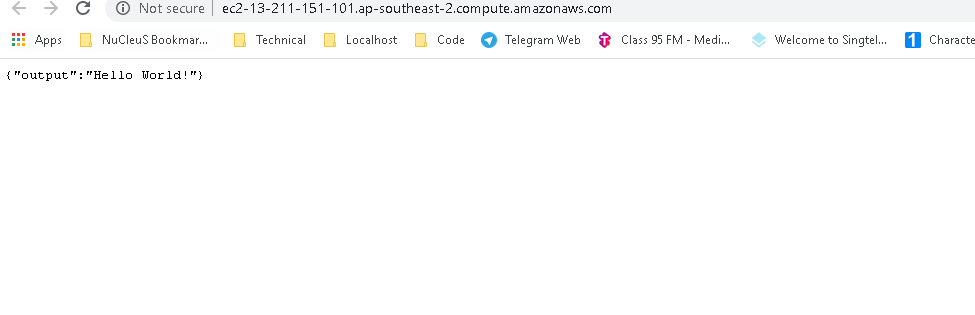 Not secure | ec2-13-211-151-101.ap-southeast-2.compute.amazonaws.com
Apps NuCleuS Bookmar... Technical Localhost Code Telegram Web Class 95 FM - Medi... Welcome to Singtel... 1 Characte
{"output":"Hello World!"}